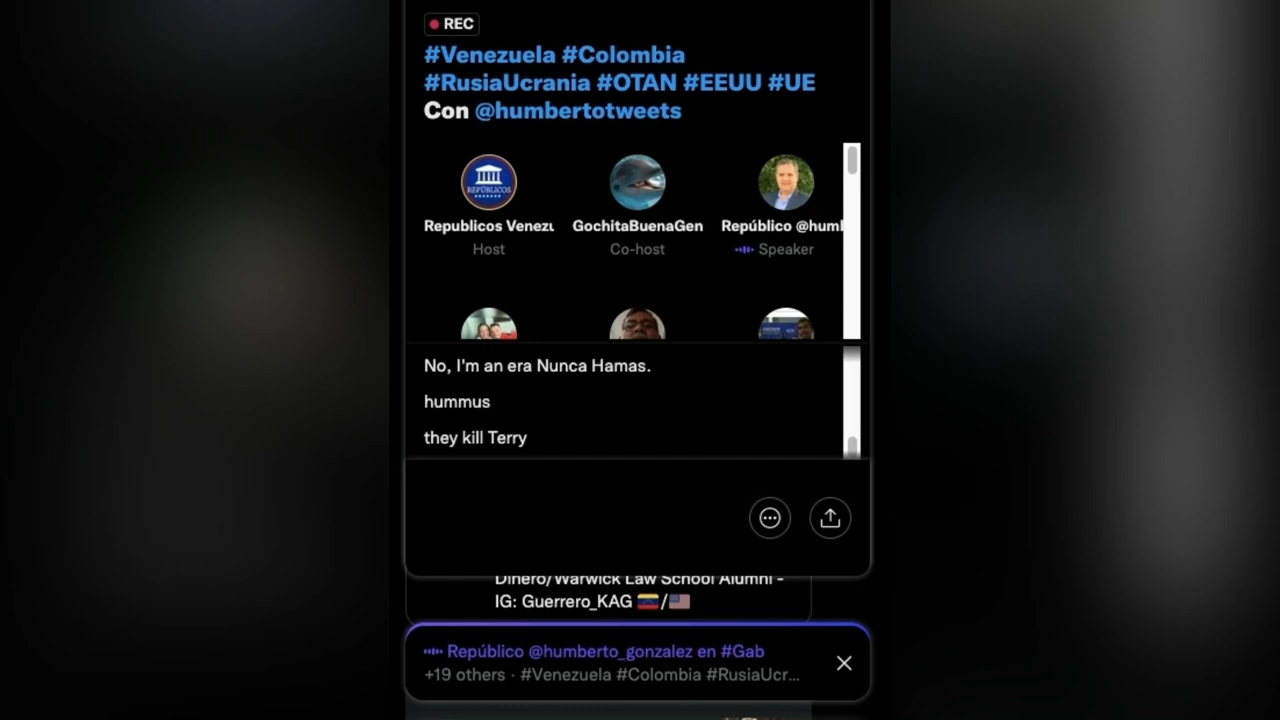 REC
#Venezuela #Colombia
#RusiaUcrania #OTAN #EEUU #UE
Con @humbertotweets
REPÚBLICOS
Republicos Venezu
GochitaBuenaGen
Repúblico @humb
Host
Co-host
Speaker
No, I'm an era Nunca Hamas.
hummus
they kill Terry
Dinero/Warwick Law School Alumni -
IG: Guerrero_KAG 🇻🇪/🇺🇸
Repúblico @humberto_gonzalez en #Gab
+19 others · #Venezuela #Colombia #RusiaUcr...